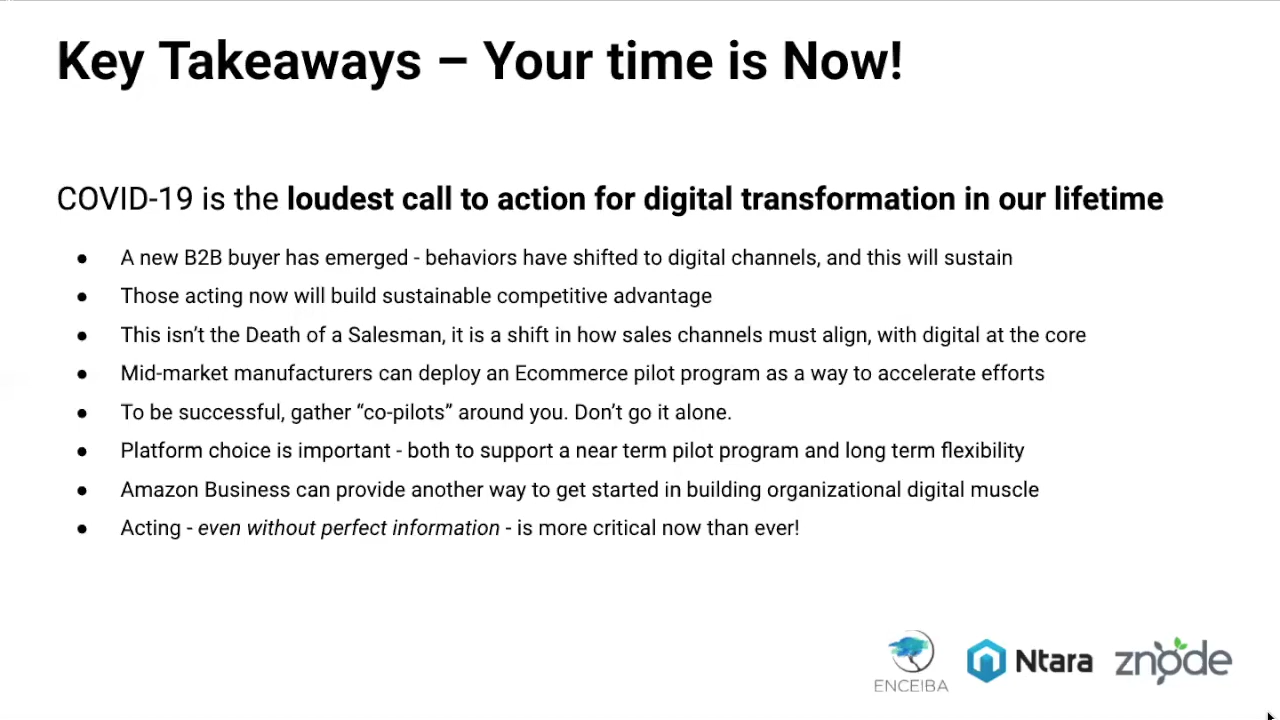 Key Takeaways – Your time is Now!
COVID-19 is the loudest call to action for digital transformation in our lifetime
● A new B2B buyer has emerged - behaviors have shifted to digital channels, and this will sustain
● Those acting now will build sustainable competitive advantage
● This isn’t the Death of a Salesman, it is a shift in how sales channels must align, with digital at the core
● Mid-market manufacturers can deploy an Ecommerce pilot program as a way to accelerate efforts
● To be successful, gather “co-pilots” around you. Don’t go it alone.
● Platform choice is important - both to support a near term pilot program and long term flexibility
● Amazon Business can provide another way to get started in building organizational digital muscle
● Acting - even without perfect information - is more critical now than ever!
ENCEIBA
Ntara
znode